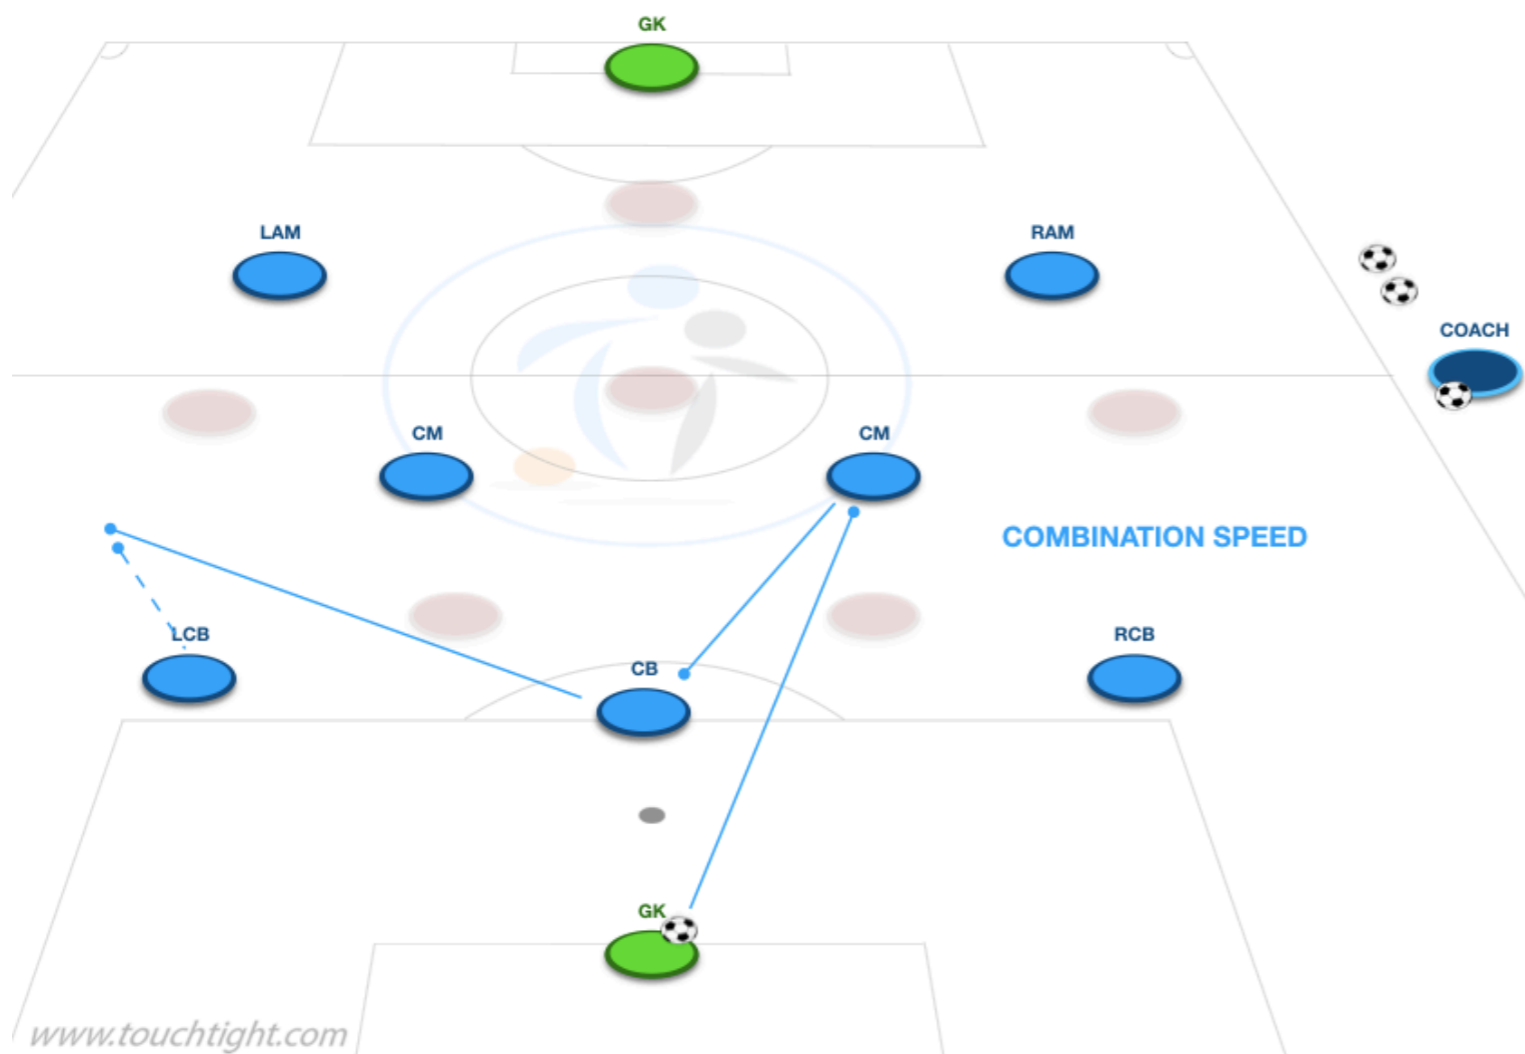 GK
LAM
RAM
COACH
CM
CM
COMBINATION SPEED
LCB
RCB
CB
GK
www.touchtight.com